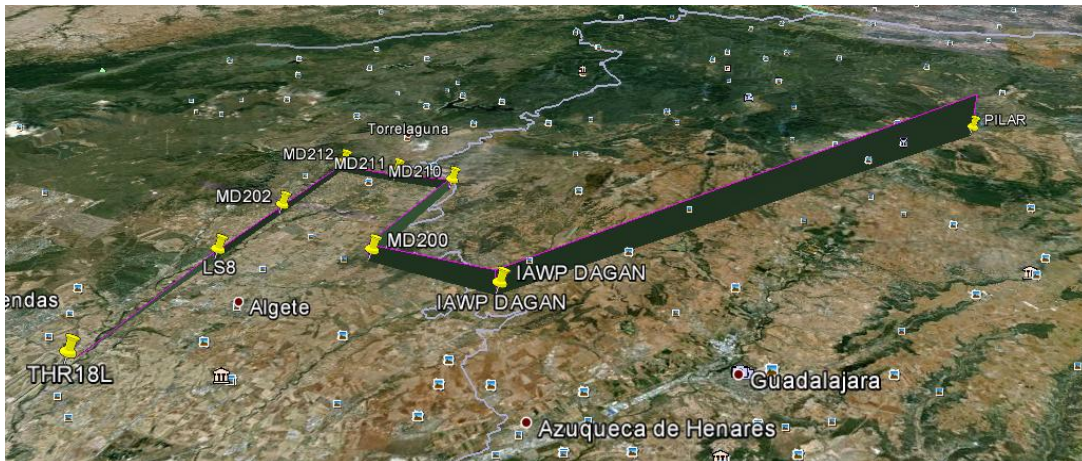 Torrelaguna
PILAR
MD212
MD211
MD210
MD202
MD200
LS8
IAWP DAGAN
IAWP DAGAN
endas
Algete
THR18L
Guadalajara
Azuqueca de Henares